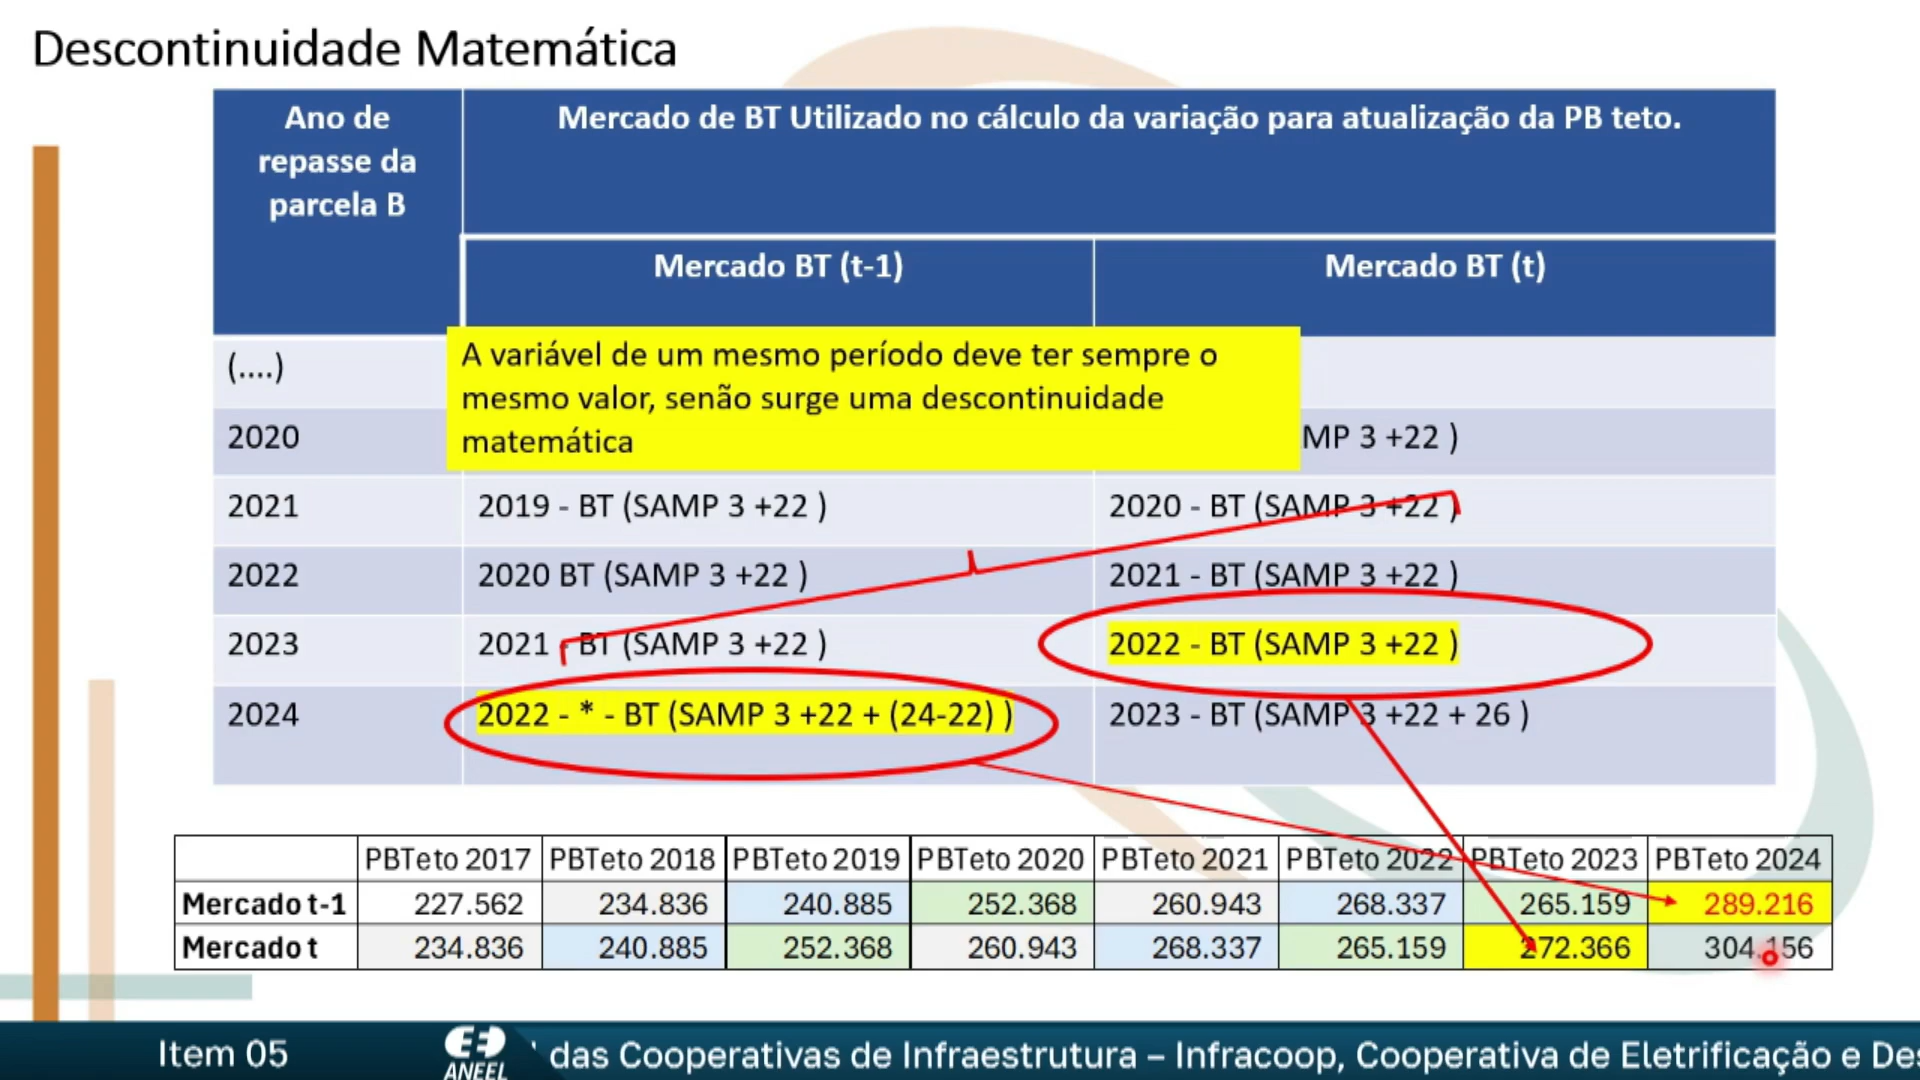 Descontinuidade Matemática
Ano de
repasse da
parcela B
Mercado de BT Utilizado no cálculo da variação para atualização da PB teto.
Mercado BT (t-1)
Mercado BT (t)
A variável de um mesmo período deve ter sempre o
mesmo valor, senão surge uma descontinuidade
matemática
(....)
2020
MP 3 +22 )
2021
2019 - BT (SAMP 3 +22 )
2020 - BT (SAMP 3 +22 )
2022
2020 BT (SAMP 3 +22 )
2021 - BT (SAMP 3 +22 )
2023
2021 - BT (SAMP 3 +22 )
2022 - BT (SAMP 3 +22 )
2024
2022 - * - BT (SAMP 3 +22 + (24-22) )
2023 - BT (SAMP 3 +22 + 26 )
PBTeto 2017 PBTeto 2018 PBTeto 2019 PBTeto 2020 PBTeto 2021 PBTeto 2022 PBTeto 2023 PBTeto 2024
Mercado t-1 227.562 234.836 240.885 252.368 260.943 268.337 265.159 289.216
Mercado t 234.836 240.885 252.368 260.943 268.337 265.159 272.366 304.156
Item 05
ANEEL
das Cooperativas de Infraestrutura – Infracoop, Cooperativa de Eletrificação e